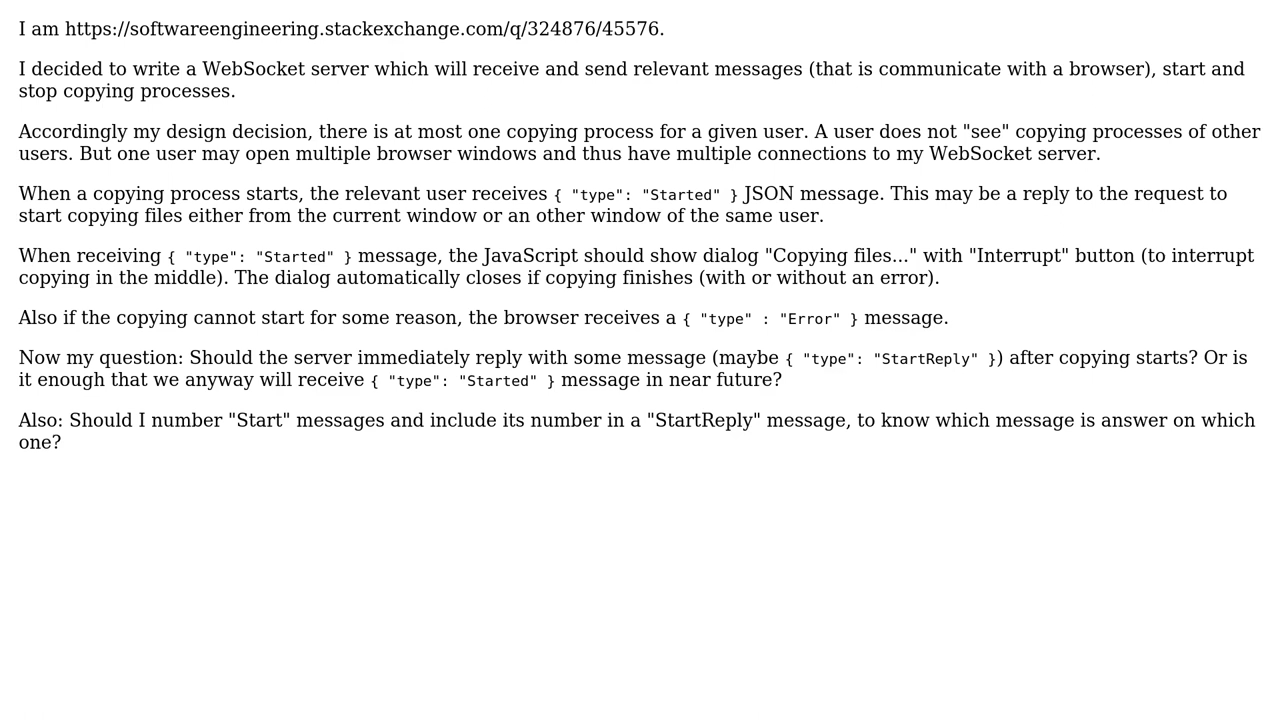 I am https://softwareengineering.stackexchange.com/q/324876/45576.
I decided to write a WebSocket server which will receive and send relevant messages (that is communicate with a browser), start and
stop copying processes.
Accordingly my design decision, there is at most one copying process for a given user. A user does not "see" copying processes of other
users. But one user may open multiple browser windows and thus have multiple connections to my WebSocket server.
When a copying process starts, the relevant user receives { "type": "Started" } JSON message. This may be a reply to the request to
start copying files either from the current window or an other window of the same user.
When receiving { "type": "Started" } message, the JavaScript should show dialog "Copying files..." with "Interrupt" button (to interrupt
copying in the middle). The dialog automatically closes if copying finishes (with or without an error).
Also if the copying cannot start for some reason, the browser receives a { "type" : "Error" } message.
Now my question: Should the server immediately reply with some message (maybe { "type": "StartReply" }) after copying starts? Or is
it enough that we anyway will receive { "type": "Started" } message in near future?
Also: Should I number "Start" messages and include its number in a "StartReply" message, to know which message is answer on which
one?